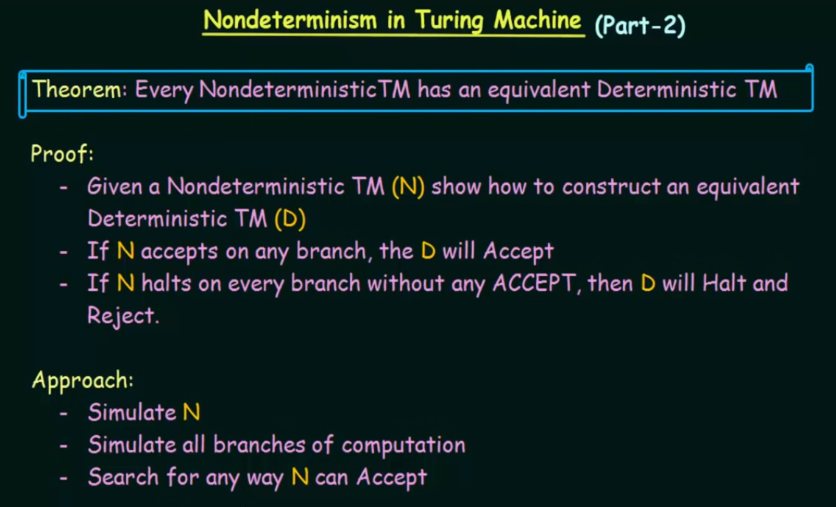 Nondeterminism in Turing Machine (Part-2)
Theorem: Every NondeterministicTM has an equivalent Deterministic TM
Proof:
- Given a Nondeterministic TM (N) show how to construct an equivalent
Deterministic TM (D)
- If N accepts on any branch, the D will Accept
- If N halts on every branch without any ACCEPT, then D will Halt and
Reject.
Approach:
- Simulate N
- Simulate all branches of computation
- Search for any way N can Accept